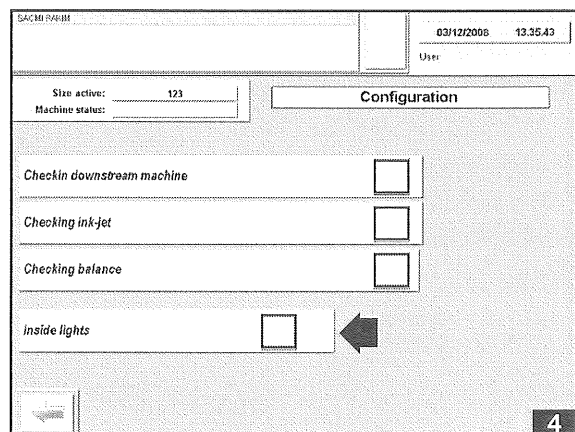 SACMI PAKIM
03/12/2008 13.35.43
User
Size active: 123
Machine status:
Configuration
Checkin downstream machine
Checking ink-jet
Checking balance
Inside lights
4